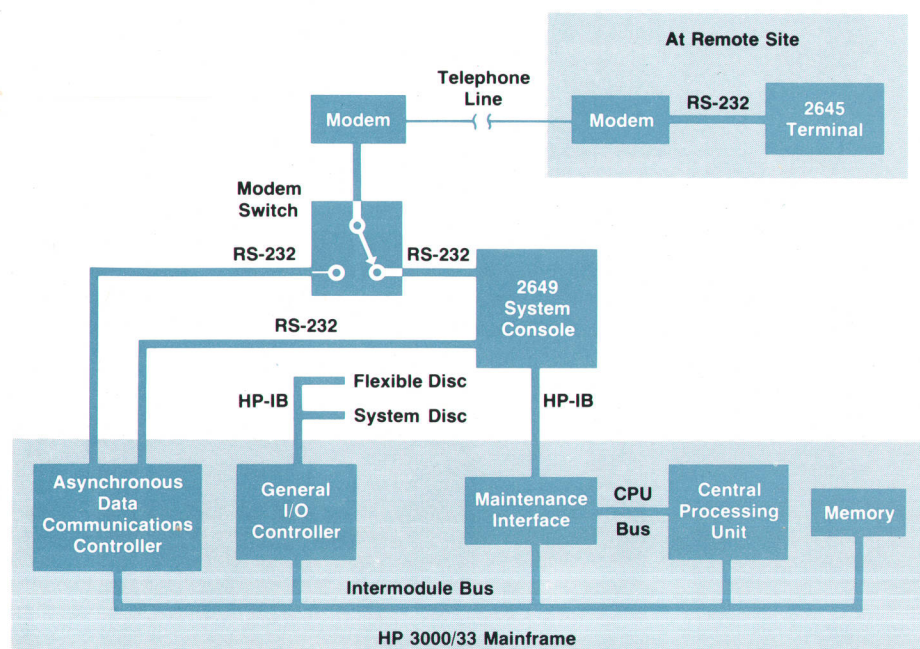 At Remote Site
Telephone
Line
Modem
Modem
RS-232
2645
Terminal
Modem
Switch
RS-232
RS-232
2649
System
Console
RS-232
HP-IB
Flexible Disc
System Disc
HP-IB
Asynchronous
Data
Communications
Controller
General
I/O
Controller
Maintenance
Interface
CPU
Bus
Central
Processing
Unit
Memory
Intermodule Bus
HP 3000/33 Mainframe